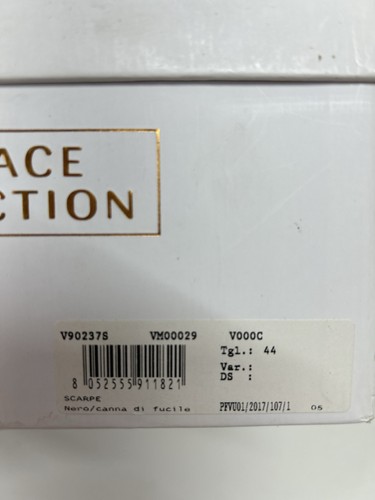 ACE
CTION
V90237S VM00029 V000C
Tgl.: 44
Var.:
DS :
8 052555 911821
SCARPE
Nero/canna di fucile PFVU01/2017/107/1 05